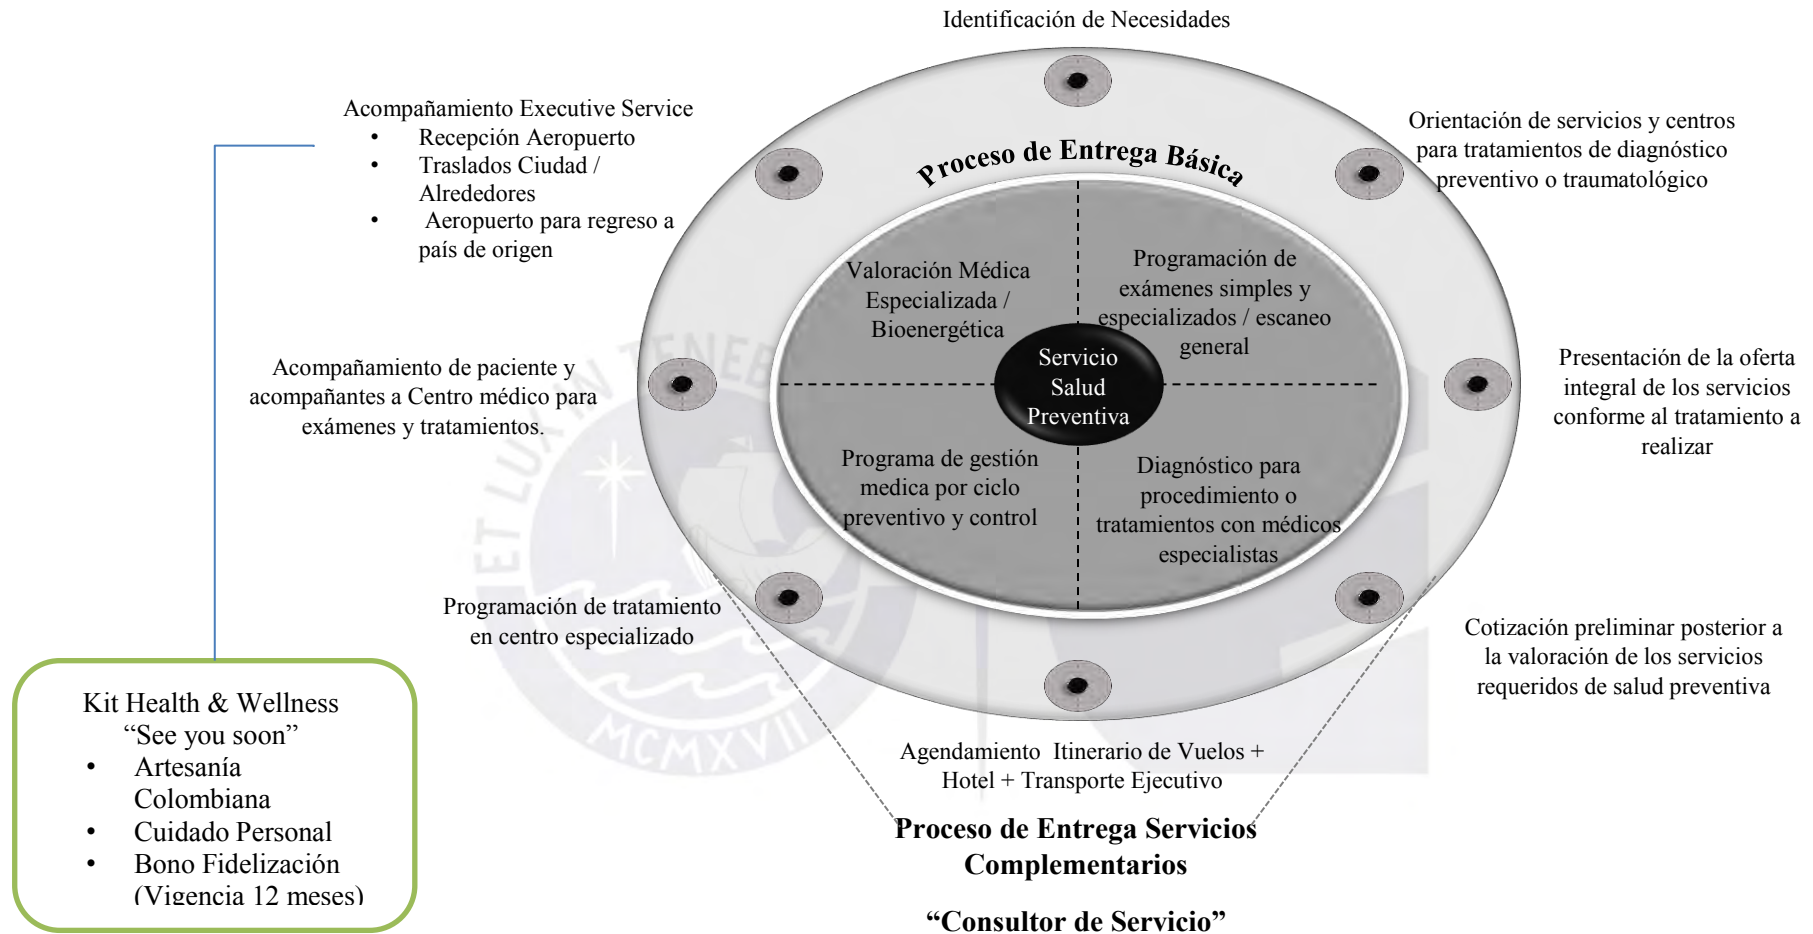 Identificación de Necesidades
Acompañamiento Executive Service
• Recepción Aeropuerto
• Traslados Ciudad /
Alrededores
• Aeropuerto para regreso a
país de origen
Orientación de servicios y centros
para tratamientos de diagnóstico
preventivo o traumatológico
Proceso de Entrega Básica
Valoración Médica
Especializada /
Bioenergética
Programación de
exámenes simples y
especializados / escaneo
general
Servicio
Salud
Preventiva
Acompañamiento de paciente y
acompañantes a Centro médico para
exámenes y tratamientos.
Presentación de la oferta
integral de los servicios
conforme al tratamiento a
realizar
Programa de gestión
medica por ciclo
preventivo y control
Diagnóstico para
procedimiento o
tratamientos con médicos
especialistas
Programación de tratamiento
en centro especializado
Cotización preliminar posterior a
la valoración de los servicios
requeridos de salud preventiva
Kit Health & Wellness
“See you soon”
• Artesanía
Colombiana
• Cuidado Personal
• Bono Fidelización
(Vigencia 12 meses)
Agendamiento Itinerario de Vuelos +
Hotel + Transporte Ejecutivo
Proceso de Entrega Servicios
Complementarios
“Consultor de Servicio”
ET LUX IN TENEB
MCMXVII